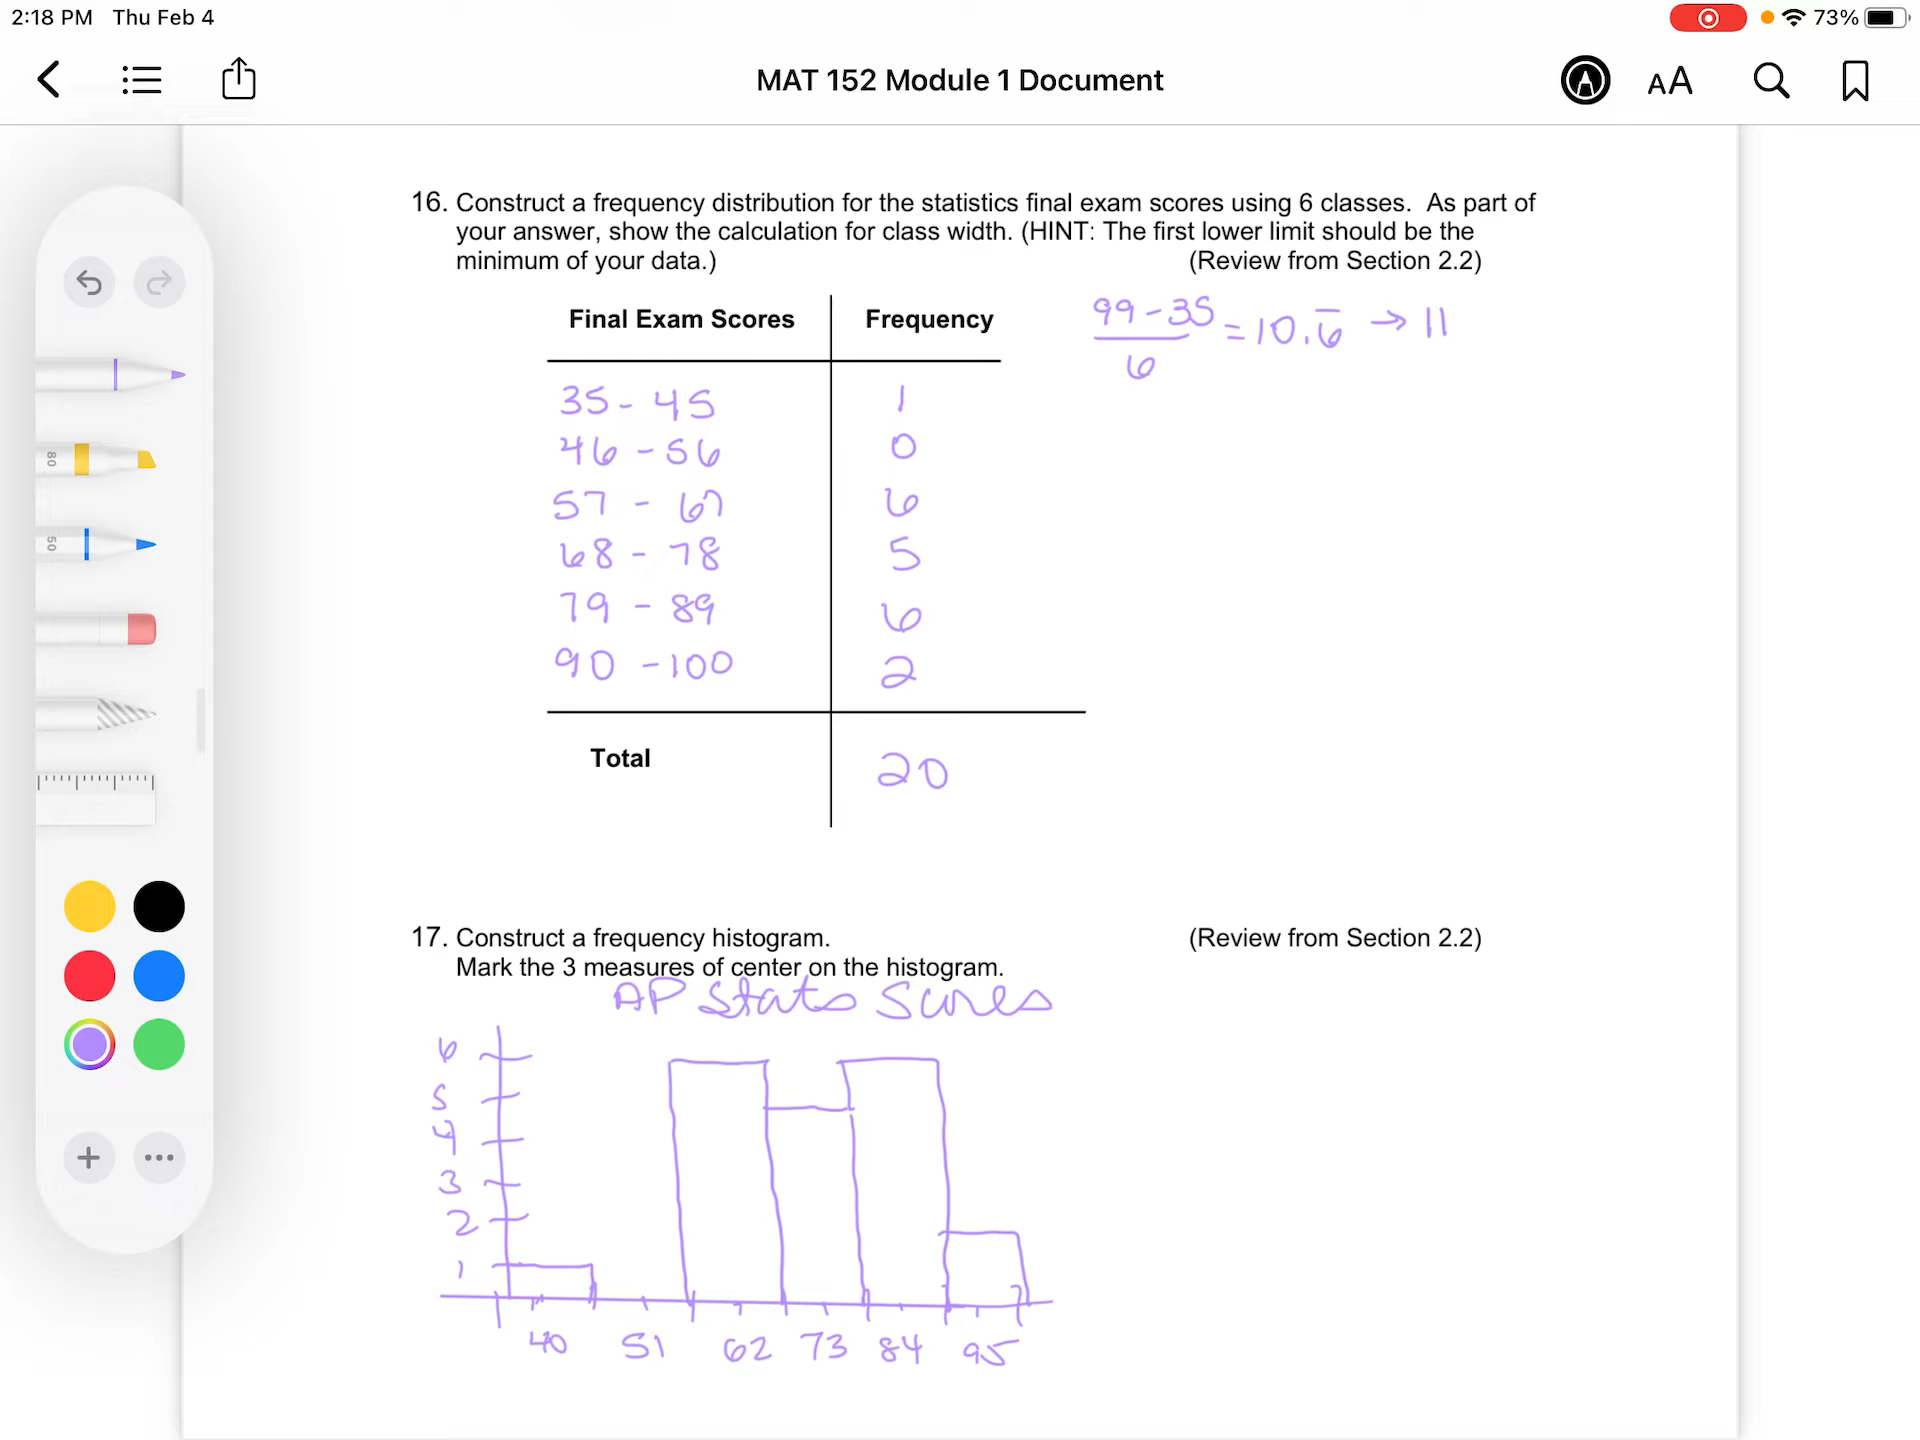 2:18 PM Thu Feb 4
73%
MAT 152 Module 1 Document
AA
16. Construct a frequency distribution for the statistics final exam scores using 6 classes. As part of
your answer, show the calculation for class width. (HINT: The first lower limit should be the
minimum of your data.) (Review from Section 2.2)
Final Exam Scores Frequency
99 - 35
6
= 10.6̅ → 11
35 - 45 1
46 - 56 0
57 - 67 6
68 - 78 5
79 - 89 6
90 - 100 2
Total 20
17. Construct a frequency histogram. (Review from Section 2.2)
Mark the 3 measures of center on the histogram.
AP Stats Scores
6
5
4
3
2
1
40 51 62 73 84 95
80
50